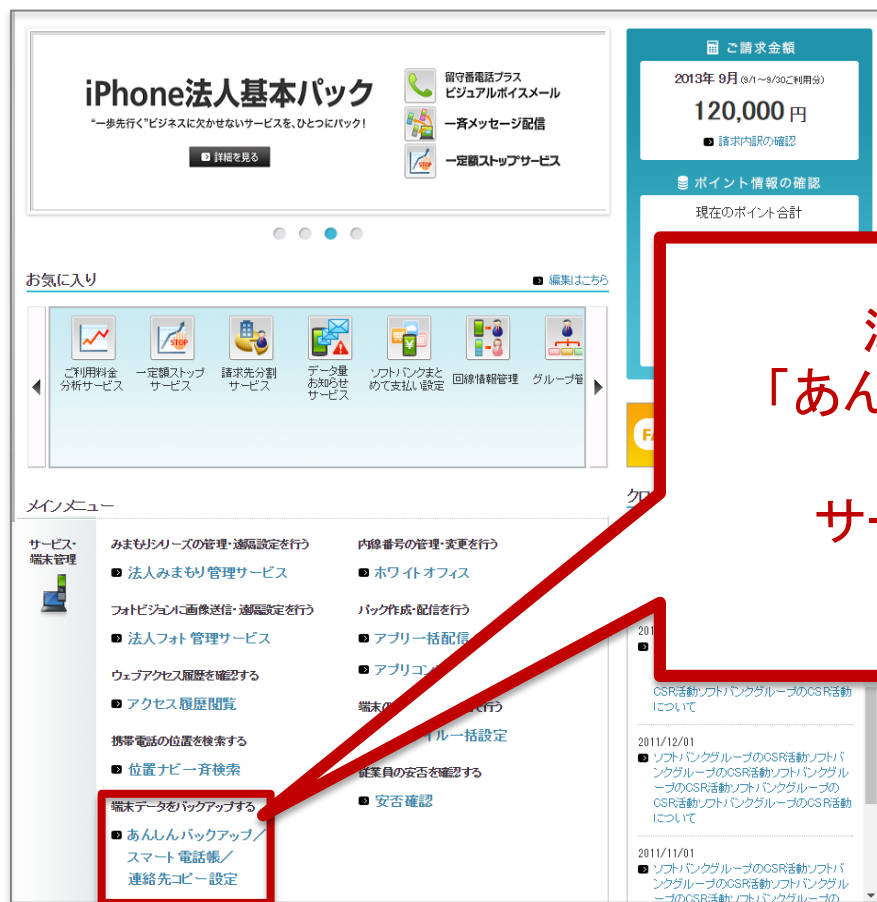 iPhone法人基本パック
“一歩先行く”ビジネスに欠かせないサービスを、ひとつにパック!
詳細を見る
留守番電話プラス
ビジュアルボイスメール
一斉メッセージ配信
STOP
一定額ストップサービス
ご請求金額
2013年 9月 (9/1～9/30ご利用分)
120,000 円
請求内訳の確認
ポイント情報の確認
現在のポイント合計
お気に入り
編集はこちら
ご利用料金
分析サービス
STOP
一定額ストップ
サービス
請求先分割
サービス
データ量
お知らせ
サービス
ソフトバンクまと
めて支払い設定
回線情報管理
グループ管
「あん
サー
FA
メインメニュー
サービス・
端末管理
みまもりシリーズの管理・遠隔設定を行う
法人みまもり管理サービス
フォトビジョンに画像送信・遠隔設定を行う
法人フォト管理サービス
ウェブアクセス履歴を確認する
アクセス履歴閲覧
携帯電話の位置を検索する
位置ナビ一斉検索
端末データをバックアップする
あんしんバックアップ/
スマート電話帳/
連絡先コピー設定
内線番号の管理・変更を行う
ホワイトオフィス
パック作成・配信を行う
アプリ一括配信
アプリコン
端末の
行う
イル一括設定
従業員の安否を確認する
安否確認
201
CSR活動ソフトバンクグループのCSR活動
について
2011/12/01
ソフトバンクグループのCSR活動ソフトバ
ンクグループのCSR活動ソフトバンクグル
ープのCSR活動ソフトバンクグループの
CSR活動ソフトバンクグループのCSR活動
について
2011/11/01
ソフトバンクグループのCSR活動ソフトバ
ンクグループのCSR活動ソフトバンクグル
ープのCSR活動ソフトバンクグループの